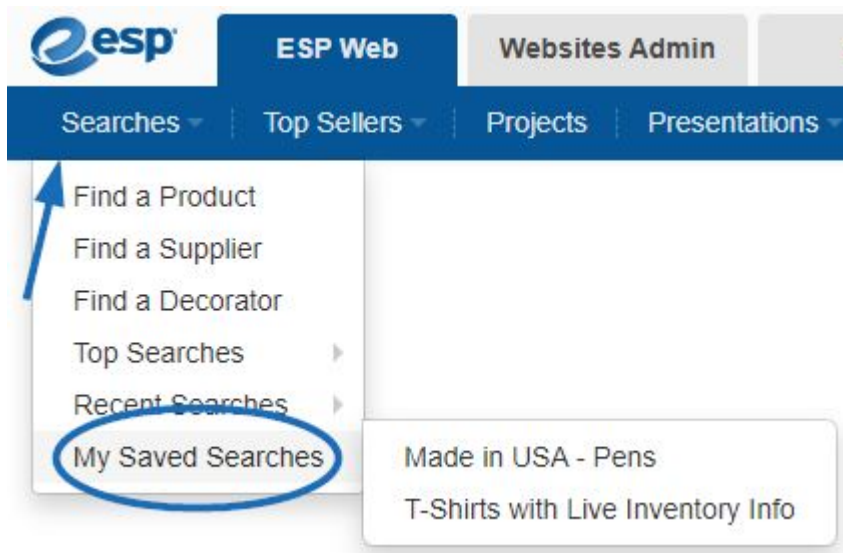 esp
ESP Web
Websites Admin
Searches
Top Sellers
Projects
Presentations
Find a Product
Find a Supplier
Find a Decorator
Top Searches
Recent Searches
My Saved Searches
Made in USA - Pens
T-Shirts with Live Inventory Info